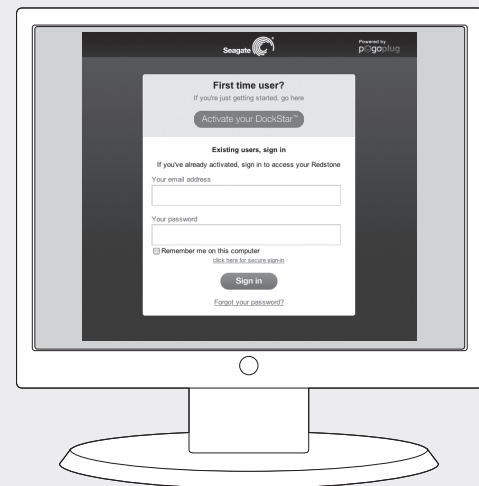 Seagate
Powered by
pogoplug
First time user?
If you're just getting started, go here
Activate your DockStar™
Existing users, sign in
If you've already activated, sign in to access your Redstone
Your email address
Your password
Remember me on this computer
click here for secure sign-in
Sign in
Forgot your password?